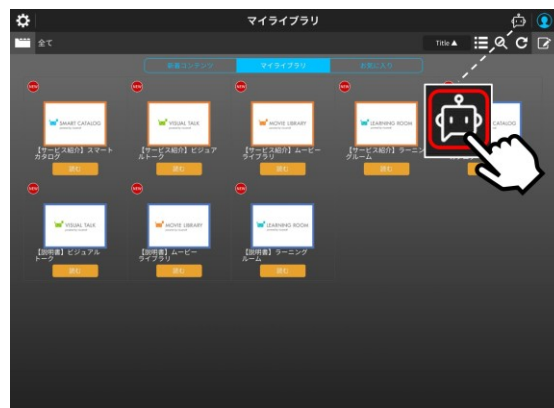 マイライブラリ
全て
Title▲
新着コンテンツ
マイライブラリ
お気に入り
NEW
NEW
NEW
NEW
SMART CATALOG
VISUAL TALK
MOVIE LIBRARY
LEARNING ROOM
CATALOG
【サービス紹介】スマート
カタログ
【サービス紹介】ビジュア
ルトーク
【サービス紹介】ムービー
ライブラリ
【サービス紹介】ラーニン
グルーム
読む
読む
読む
読む
NEW
NEW
NEW
VISUAL TALK
MOVIE LIBRARY
LEARNING ROOM
【説明書】ビジュアル
トーク
【説明書】ムービー
ライブラリ
【説明書】ラーニング
ルーム
読む
読む
読む